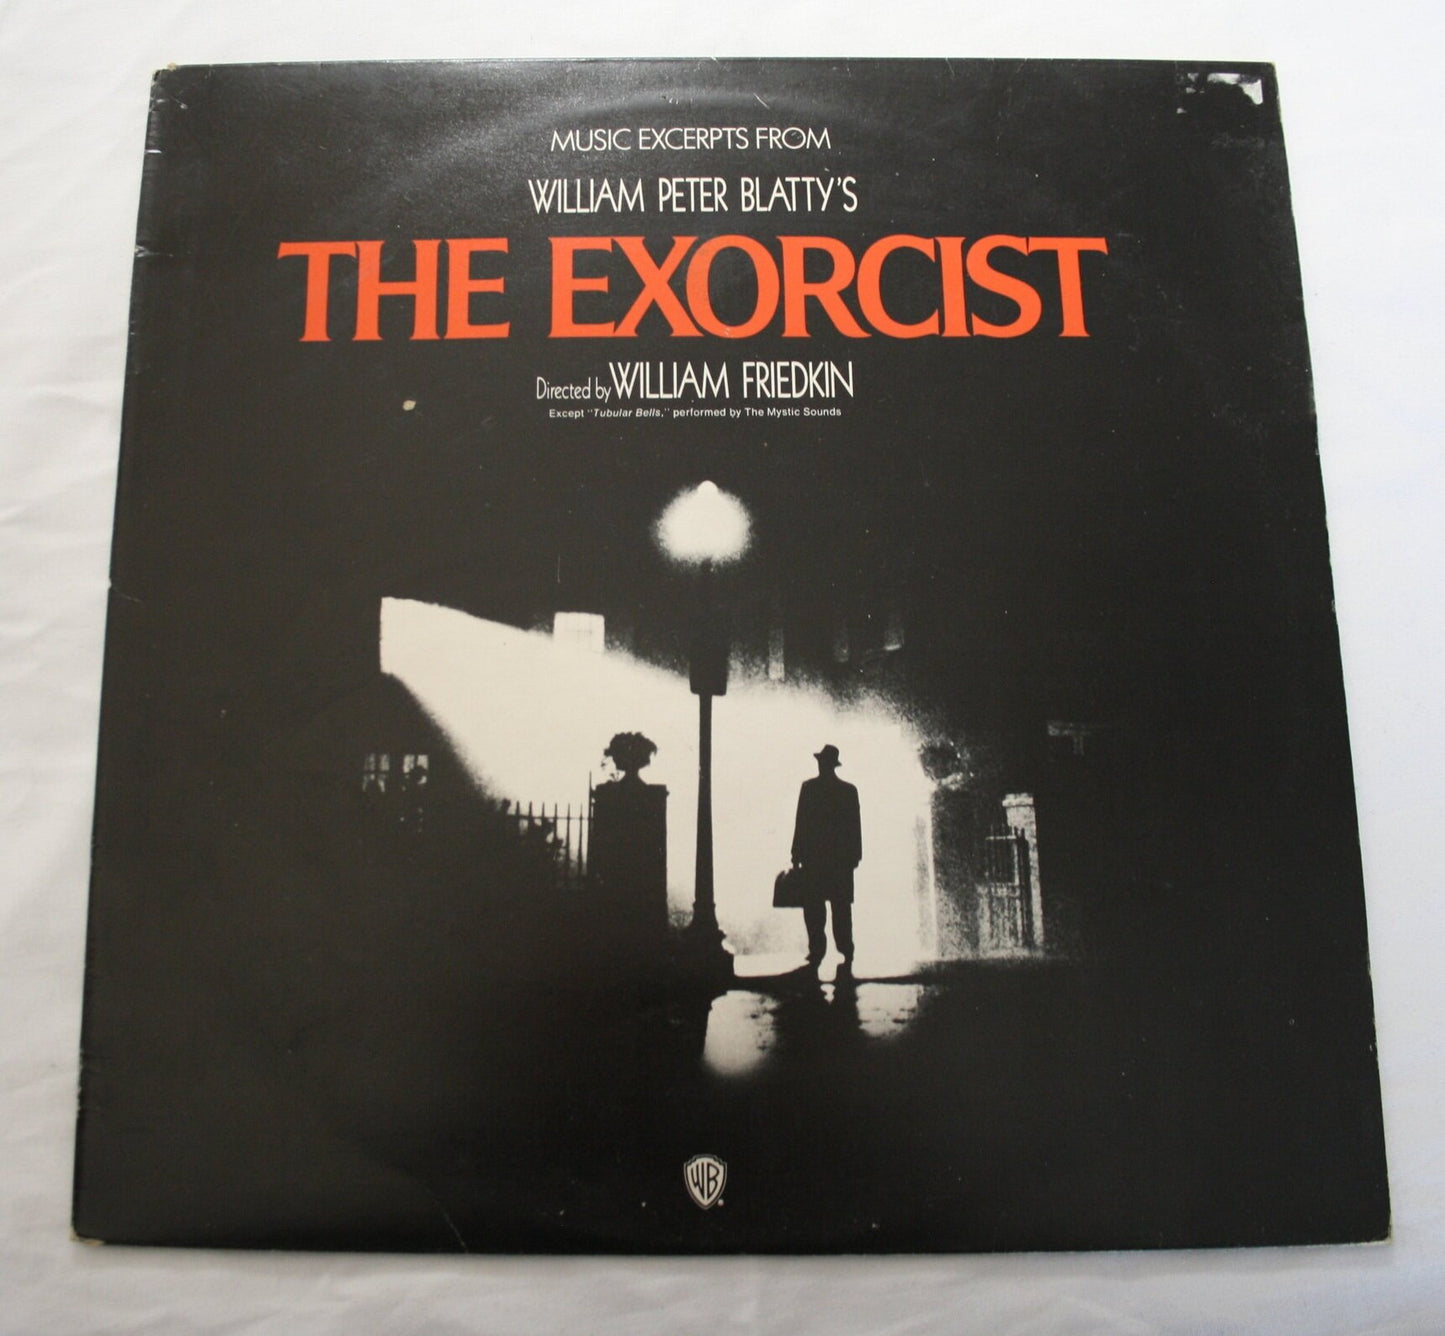 MUSIC EXCERPTS FROM
WILLIAM PETER BLATTY'S
THE EXORCIST
Directed by WILLIAM FRIEDKIN
Except "Tubular Bells," performed by The Mystic Sounds
WB